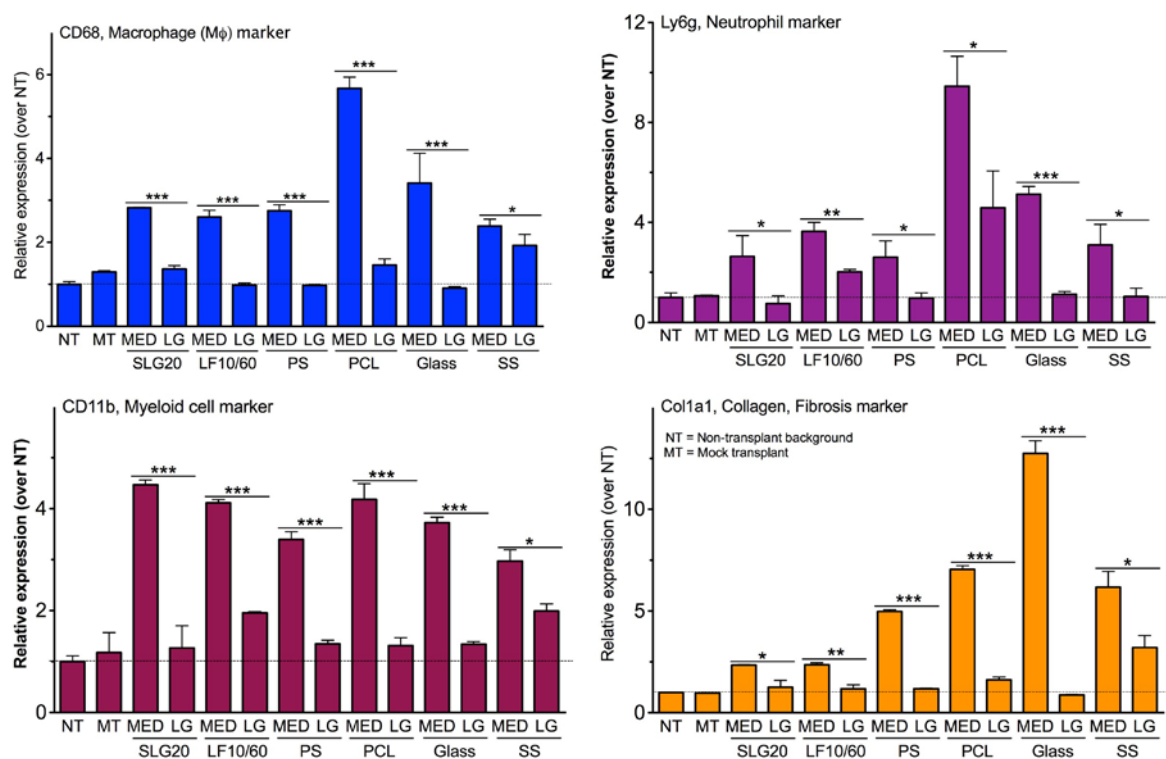 CD68, Macrophage (Mϕ) marker
Relative expression (over NT)
6
4
2
0
*** *** *** *** *** *
NT MT MED LG MED LG MED LG MED LG MED LG MED LG
SLG20 LF10/60 PS PCL Glass SS
Ly6g, Neutrophil marker
Relative expression (over NT)
12
8
4
0
* ** * * *** *
NT MT MED LG MED LG MED LG MED LG MED LG MED LG
SLG20 LF10/60 PS PCL Glass SS
CD11b, Myeloid cell marker
Relative expression (over NT)
4
2
0
*** *** *** *** *** *
NT MT MED LG MED LG MED LG MED LG MED LG MED LG
SLG20 LF10/60 PS PCL Glass SS
Col1a1, Collagen, Fibrosis marker
NT = Non-transplant background
MT = Mock transplant
Relative expression (over NT)
10
5
0
* ** *** *** *** *
NT MT MED LG MED LG MED LG MED LG MED LG MED LG
SLG20 LF10/60 PS PCL Glass SS